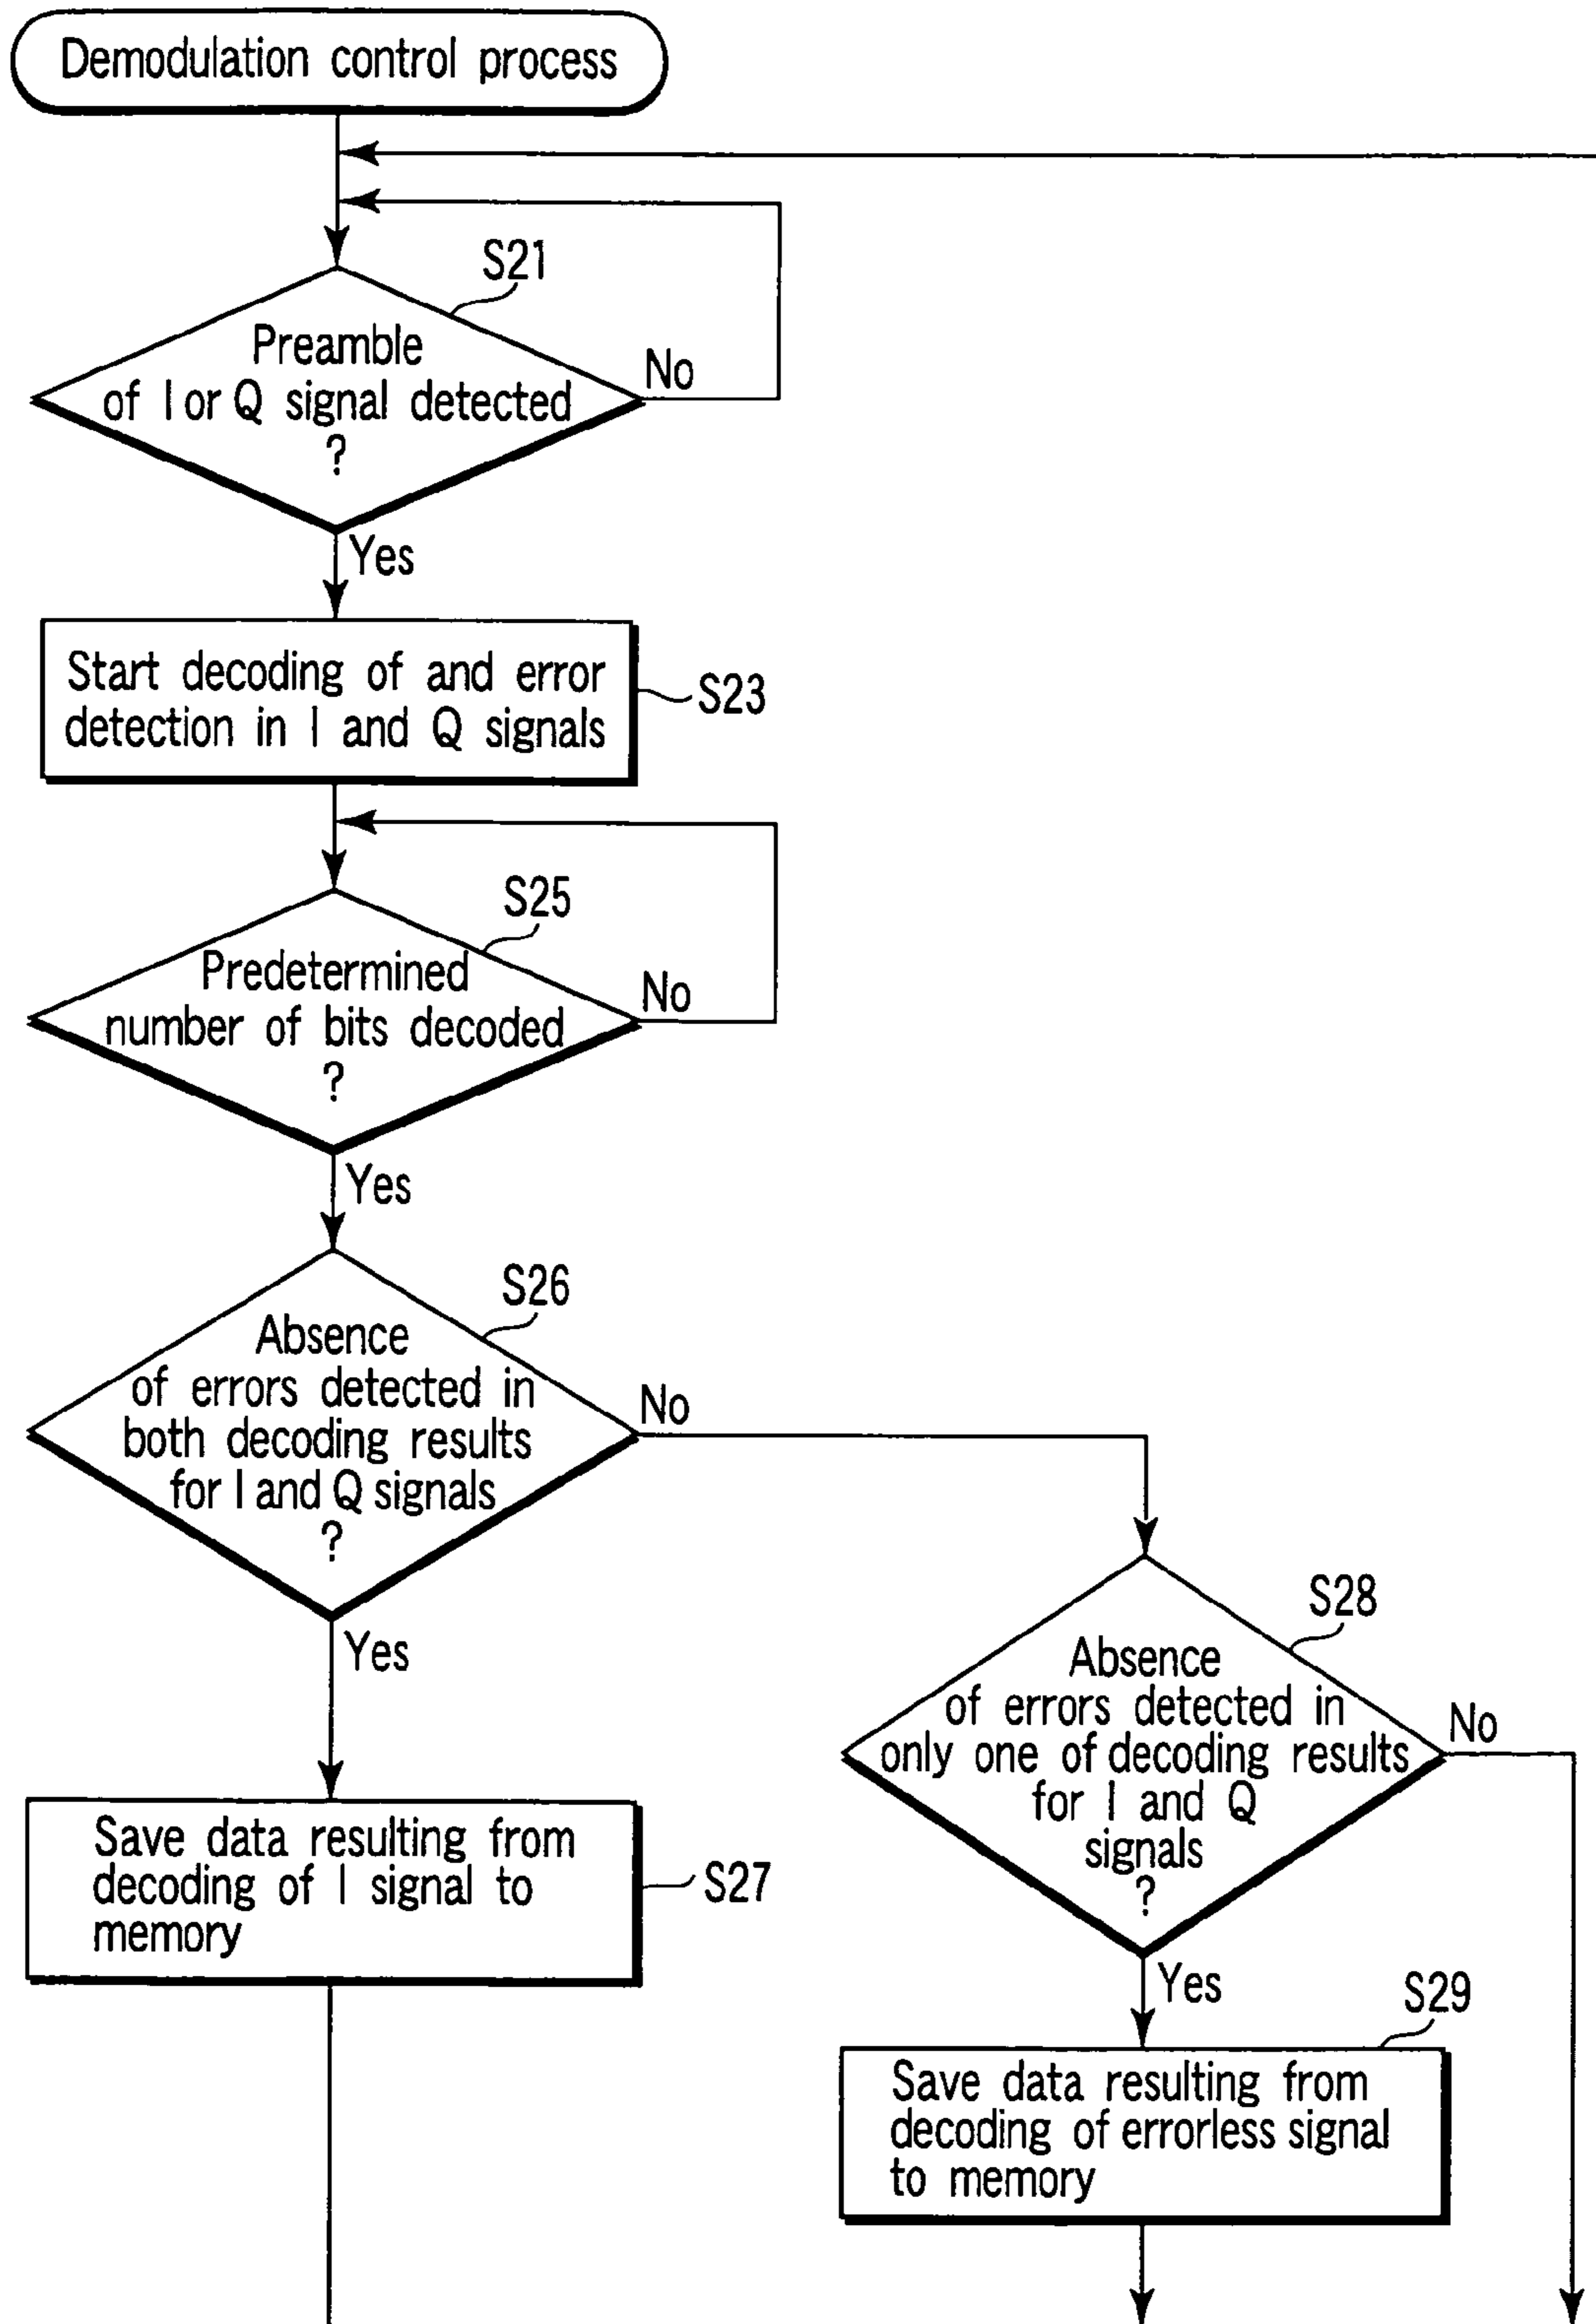 Demodulation control process
S21
Preamble
of I or Q signal detected
?
No
Yes
Start decoding of and error
detection in I and Q signals
S23
S25
Predetermined
number of bits decoded
?
No
Yes
S26
Absence
of errors detected in
both decoding results
for I and Q signals
?
No
Yes
S28
Absence
of errors detected in
only one of decoding results
for I and Q
signals
?
No
Yes
Save data resulting from
decoding of I signal to
memory
S27
S29
Save data resulting from
decoding of errorless signal
to memory